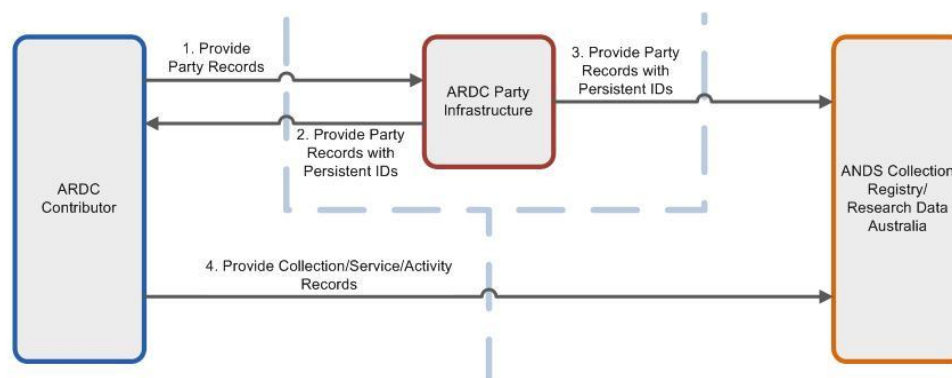 1. Provide
Party Records
3. Provide Party
Records with
Persistent IDs
ARDC Party
Infrastructure
2. Provide Party
Records with
Persistent IDs
ARDC
Contributor
ANDS Collection
Registry/
Research Data
Australia
4. Provide Collection/Service/Activity
Records